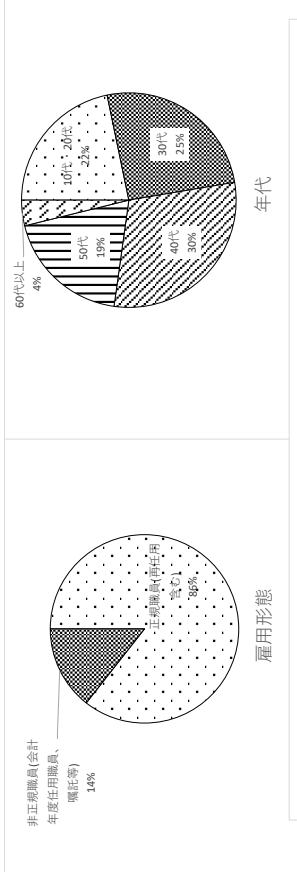 非正規職員(会計
年度任用職員、
嘱託等)
14%
正規職員(再任用
含む)
86%
雇用形態
60代以上
4%
10代・20代
22%
50代
19%
30代
25%
40代
30%
年代